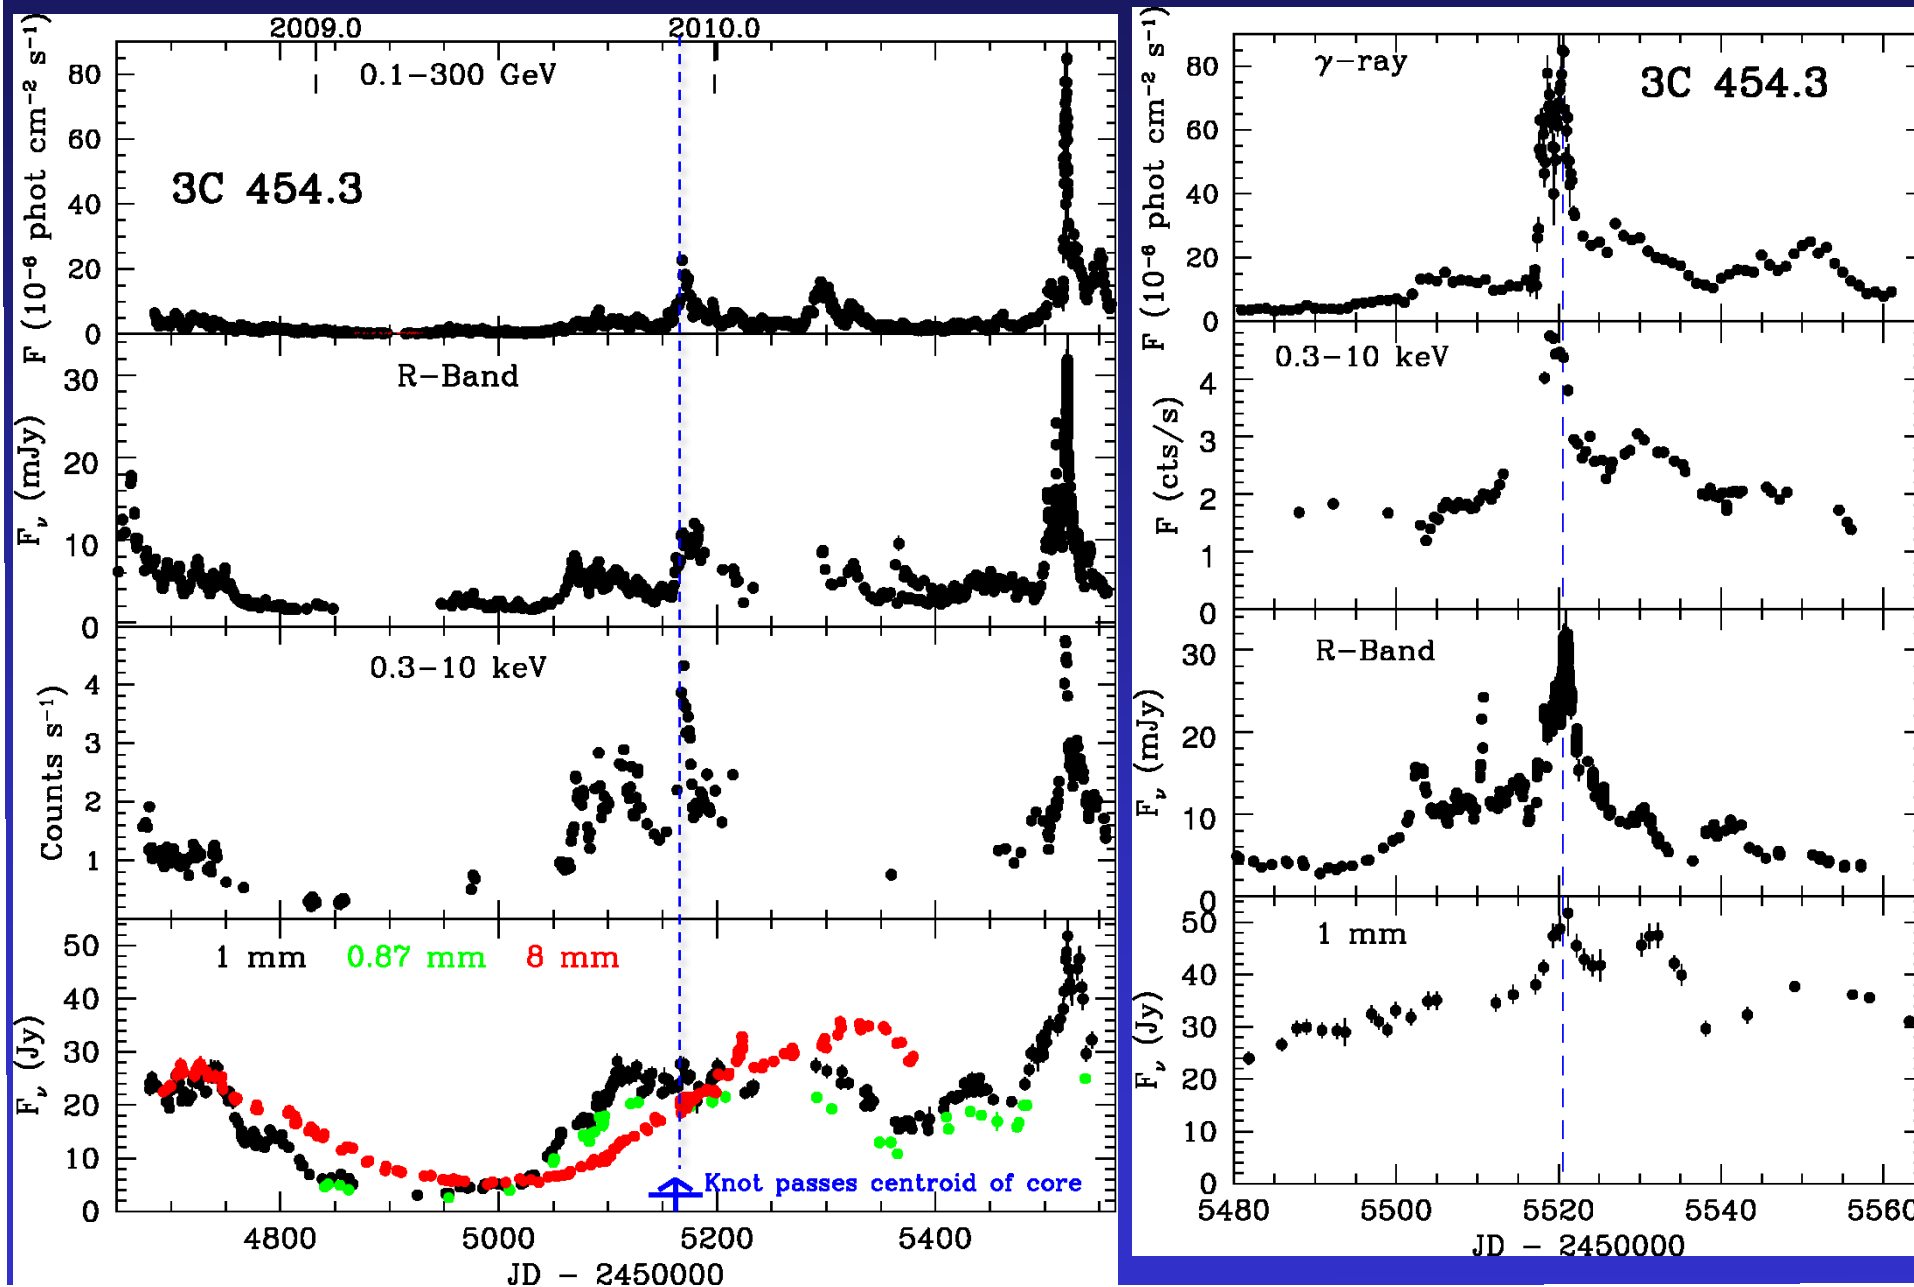 2009.0 2010.0
0.1−300 GeV
3C 454.3
F (10⁻⁶ phot cm⁻² s⁻¹)
80
60
40
20
0
R−Band
F_ν (mJy)
30
20
10
0
0.3−10 keV
Counts s⁻¹)
4
3
2
1
1 mm 0.87 mm 8 mm
F_ν (Jy)
50
40
30
20
10
0
Knot passes centroid of core
4800 5000 5200 5400
JD − 2450000
γ−ray
3C 454.3
F (10⁻⁶ phot cm⁻² s⁻¹)
80
60
40
20
0
0.3−10 keV
F (cts/s)
4
3
2
1
0
R−Band
F_ν (mJy)
30
20
10
0
1 mm
F_ν (Jy)
50
40
30
20
10
0
5480 5500 5520 5540 5560
JD − 2450000